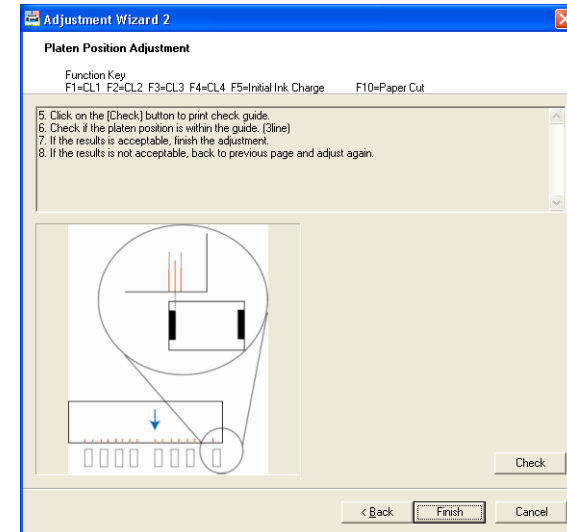 Adjustment Wizard 2
Platen Position Adjustment
Function Key
F1=CL1 F2=CL2 F3=CL3 F4=CL4 F5=Initial Ink Charge F10=Paper Cut
5. Click on the [Check] button to print check guide.
6. Check if the platen position is within the guide. (3line)
7. If the results is acceptable, finish the adjustment.
8. If the results is not acceptable, back to previous page and adjust again.
Check
< Back
Finish
Cancel